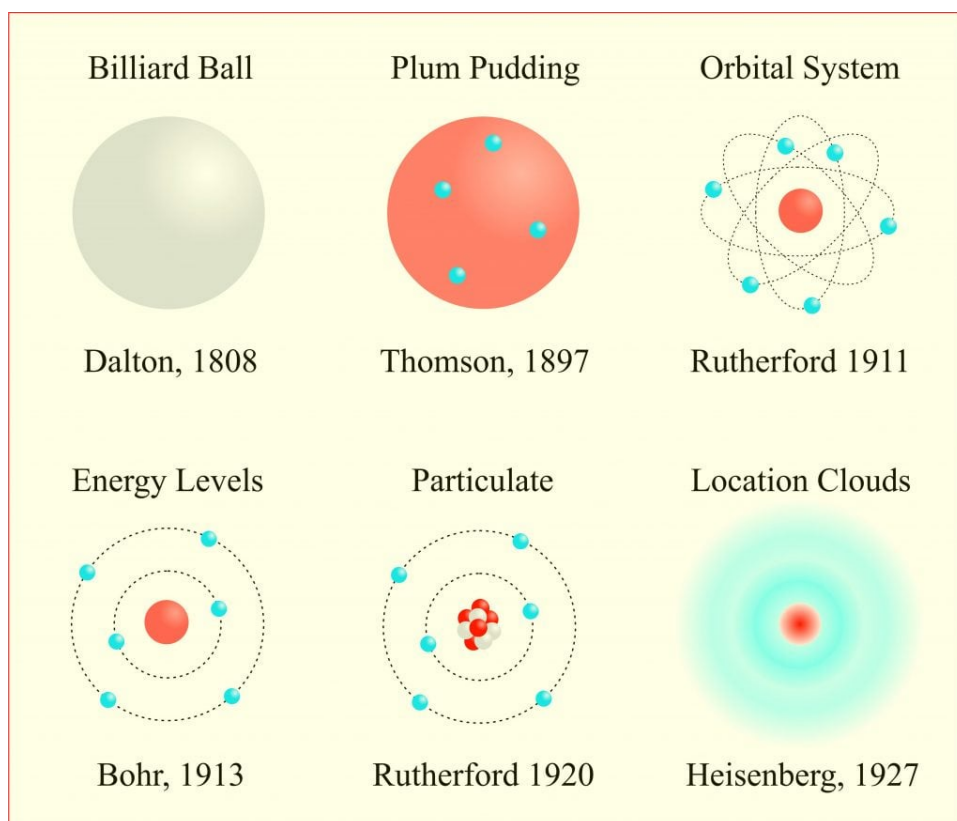 Billiard Ball
Plum Pudding
Orbital System
Dalton, 1808
Thomson, 1897
Rutherford 1911
Energy Levels
Particulate
Location Clouds
Bohr, 1913
Rutherford 1920
Heisenberg, 1927